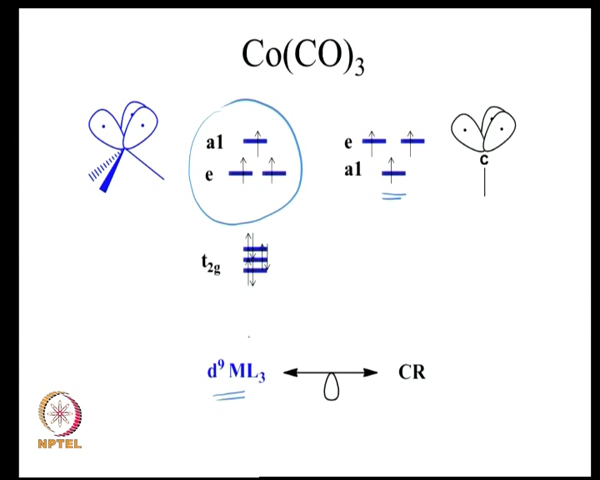 Co(CO)₃
a1
e
e
a1
C
t₂g
d⁹ ML₃
CR
NPTEL